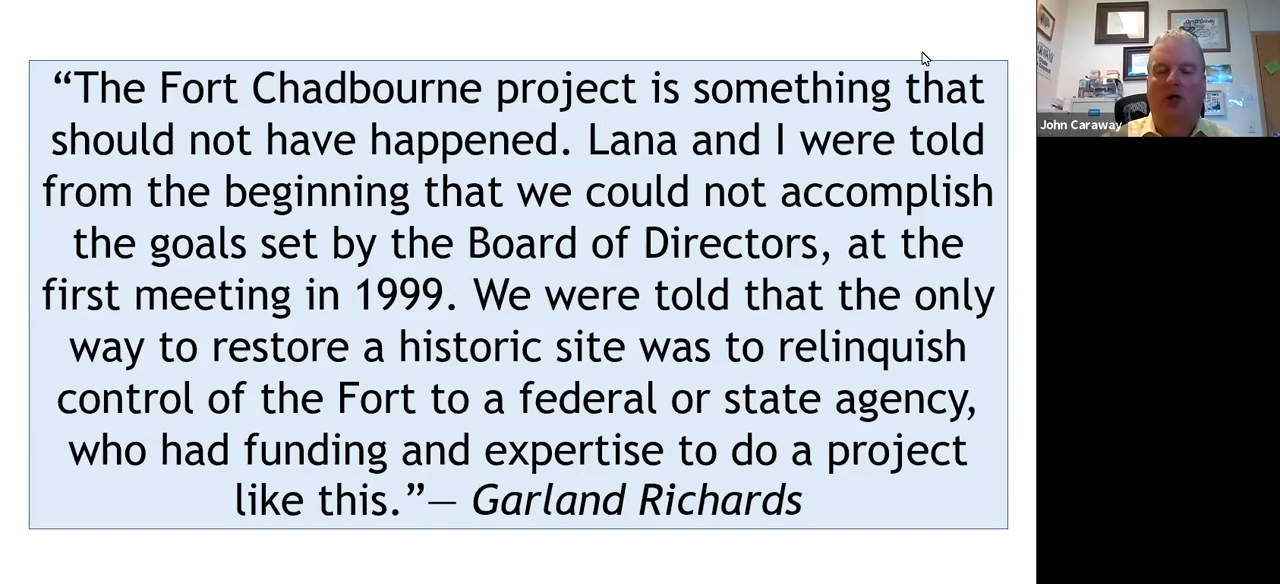 “The Fort Chadbourne project is something that
should not have happened. Lana and I were told
from the beginning that we could not accomplish
the goals set by the Board of Directors, at the
first meeting in 1999. We were told that the only
way to restore a historic site was to relinquish
control of the Fort to a federal or state agency,
who had funding and expertise to do a project
like this.”— Garland Richards
John Caraway